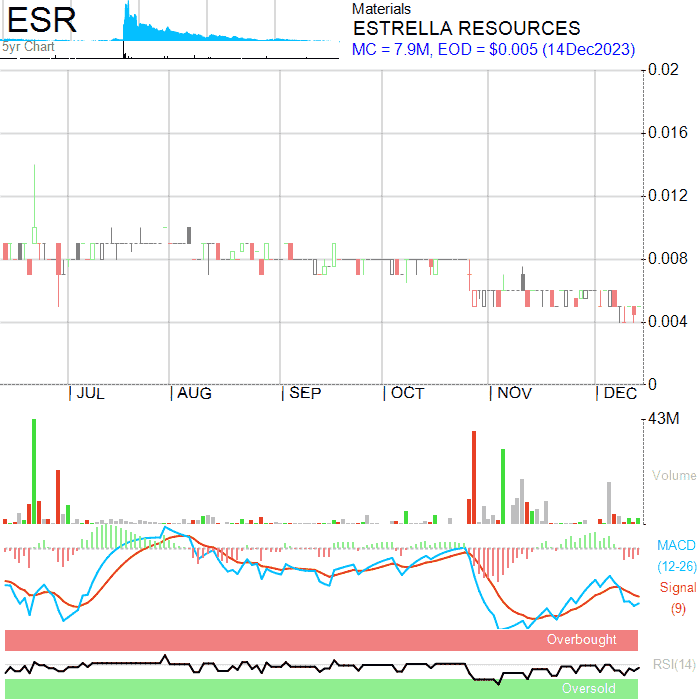 ESR
5yr Chart
Materials
ESTRELLA RESOURCES
MC = 7.9M, EOD = $0.005 (14Dec2023)
0.02
0.016
0.012
0.008
0.004
0
JUL
AUG
SEP
OCT
NOV
DEC
43M
Volume
MACD
(12-26)
Signal
(9)
Overbought
RSI(14)
Oversold